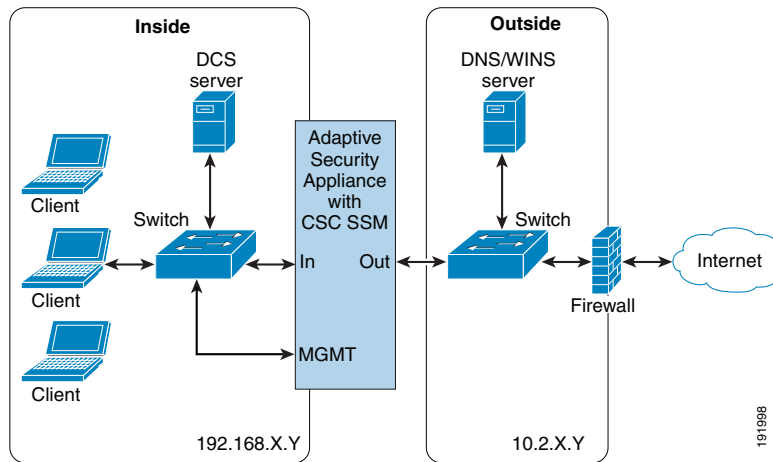 Inside
Outside
DCS
server
DNS/WINS
server
Adaptive
Security
Appliance
with
CSC SSM
Client
Switch
Switch
Client
In
Out
Internet
Firewall
MGMT
Client
192.168.X.Y
10.2.X.Y
191998